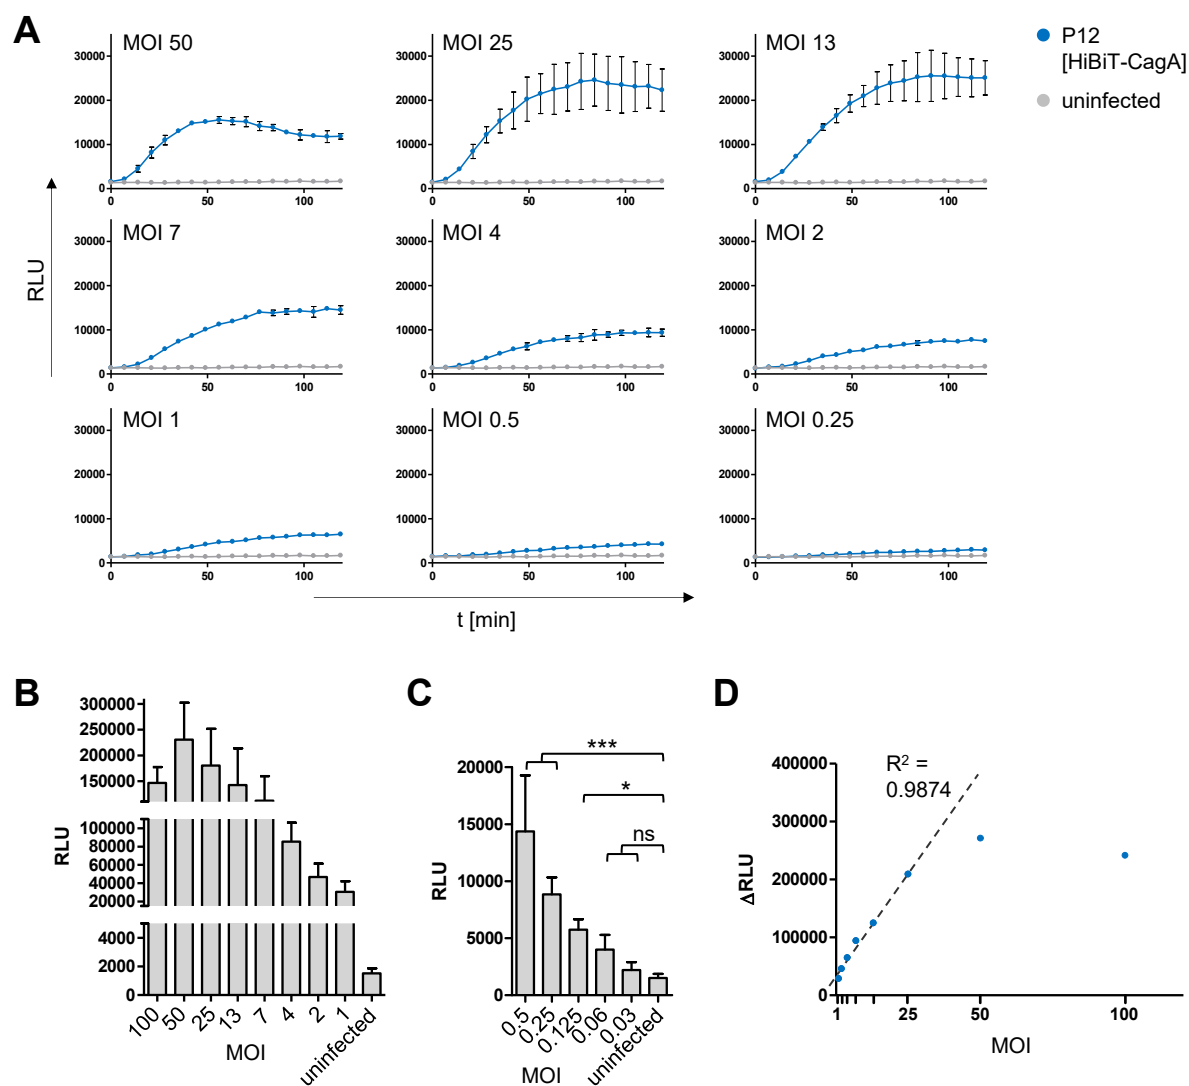 A
MOI 50
MOI 25
MOI 13
P12
[HiBiT-CagA]
uninfected
30000
20000
10000
0
0 50 100
30000
20000
10000
0
0 50 100
30000
20000
10000
0
0 50 100
RLU
MOI 7
MOI 4
MOI 2
30000
20000
10000
0
0 50 100
30000
20000
10000
0
0 50 100
30000
20000
10000
0
0 50 100
MOI 1
MOI 0.5
MOI 0.25
30000
20000
10000
0
0 50 100
30000
20000
10000
0
0 50 100
30000
20000
10000
0
0 50 100
t [min]
B
RLU
300000
250000
200000
150000
100000
80000
60000
40000
20000
4000
2000
0
100 50 25 13 7 4 2 1 uninfected
MOI
C
RLU
20000
15000
10000
5000
0
***
*
ns
0.5 0.25 0.125 0.06 0.03 uninfected
MOI
D
ΔRLU
400000
300000
200000
100000
0
R² =
0.9874
1 25 50 100
MOI